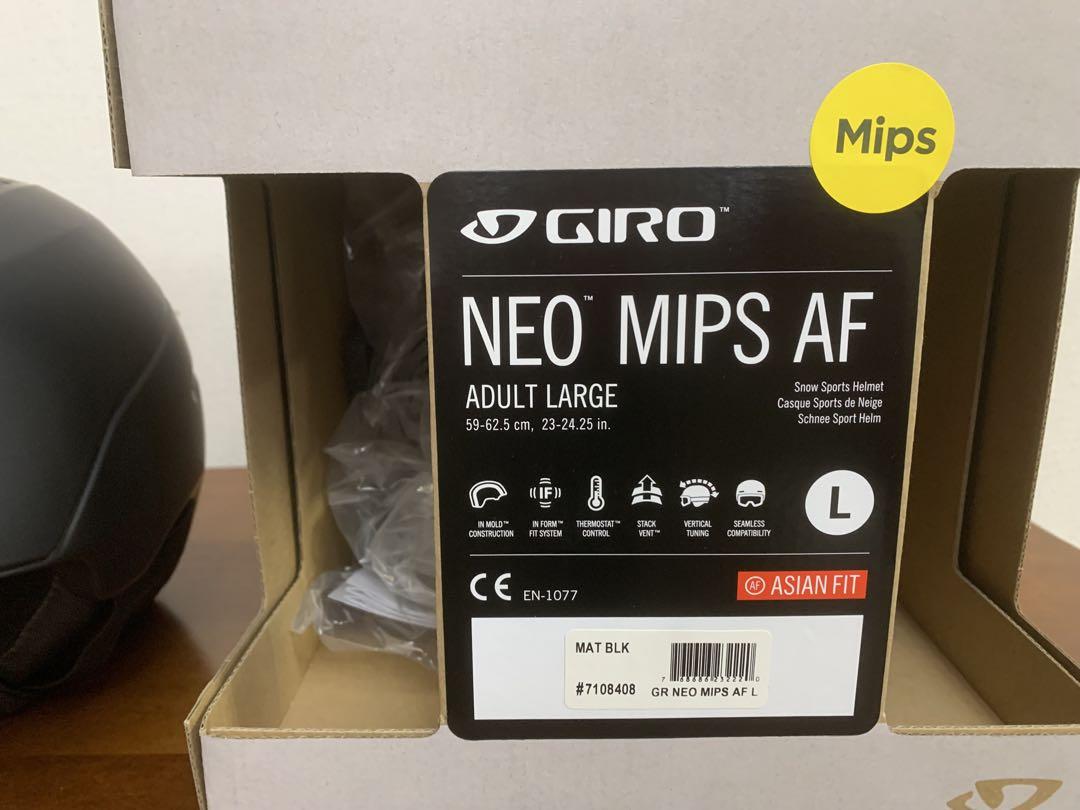 Mips
GIRO™
NEO™ MIPS AF
ADULT LARGE
59-62.5 cm, 23-24.25 in.
Snow Sports Helmet
Casque Sports de Neige
Schnee Sport Helm
IN MOLD™
CONSTRUCTION
IF
IN FORM™
FIT SYSTEM
THERMOSTAT™
CONTROL
STACK
VENT™
VERTICAL
TUNING
SEAMLESS
COMPATIBILITY
L
CE EN-1077
AF ASIAN FIT
MAT BLK
#7108408
GR NEO MIPS AF L